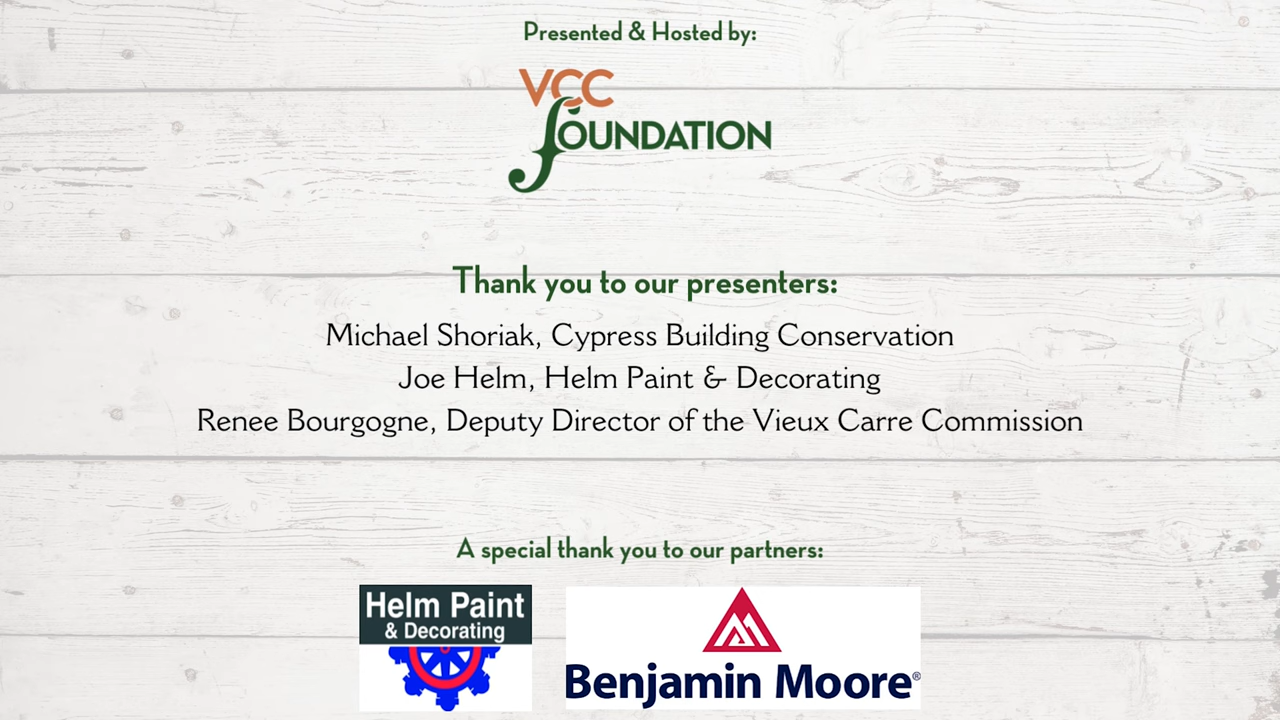 Presented & Hosted by:
VCC
FOUNDATION
Thank you to our presenters:
Michael Shoriak, Cypress Building Conservation
Joe Helm, Helm Paint & Decorating
Renee Bourgogne, Deputy Director of the Vieux Carre Commission
A special thank you to our partners:
Helm Paint
& Decorating
Benjamin Moore®